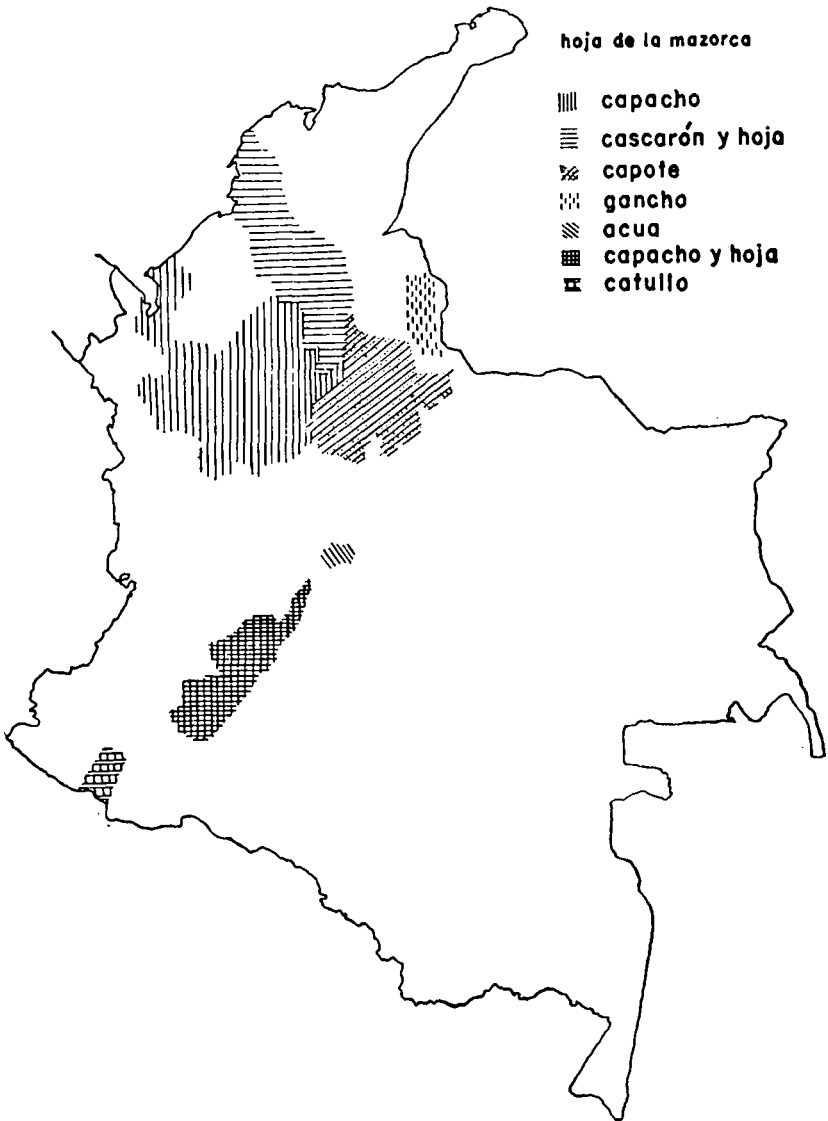 hoja de la mazorca
capacho
cascarón y hoja
capote
gancho
acua
capacho y hoja
catullo